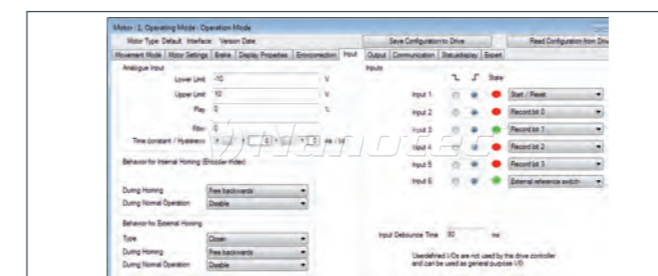 Motor : 1, Operating Mode : Operation Mode
Motor Type Default Interface Version Date
Save Configuration to Drive
Read Configuration from Drive
Movement Mode Motor Settings Brake Display Properties Errorcorrection Input Output Communication Statusdisplay Expert
Analogue Input
Lower Limit -10 V
Upper Limit 10 V
Play 0 %
Filter 0
Time constant / Hysteresis
Behavior for Internal Homing (Encoder Index)
During Homing Free backwards
During Normal Operation Disable
Behavior for External Homing
Type
During Homing Free backwards
During Normal Operation Disable
Inputs
State
Input 1 Start / Reset
Input 2 Record bit 0
Input 3 Record bit 1
Input 4 Record bit 2
Input 5 Record bit 3
Input 6 External reference switch
Input Debounce Time ms
Userdefined I/Os are not used by the drive controller
and can be used as general purpose I/O.
Nanotec